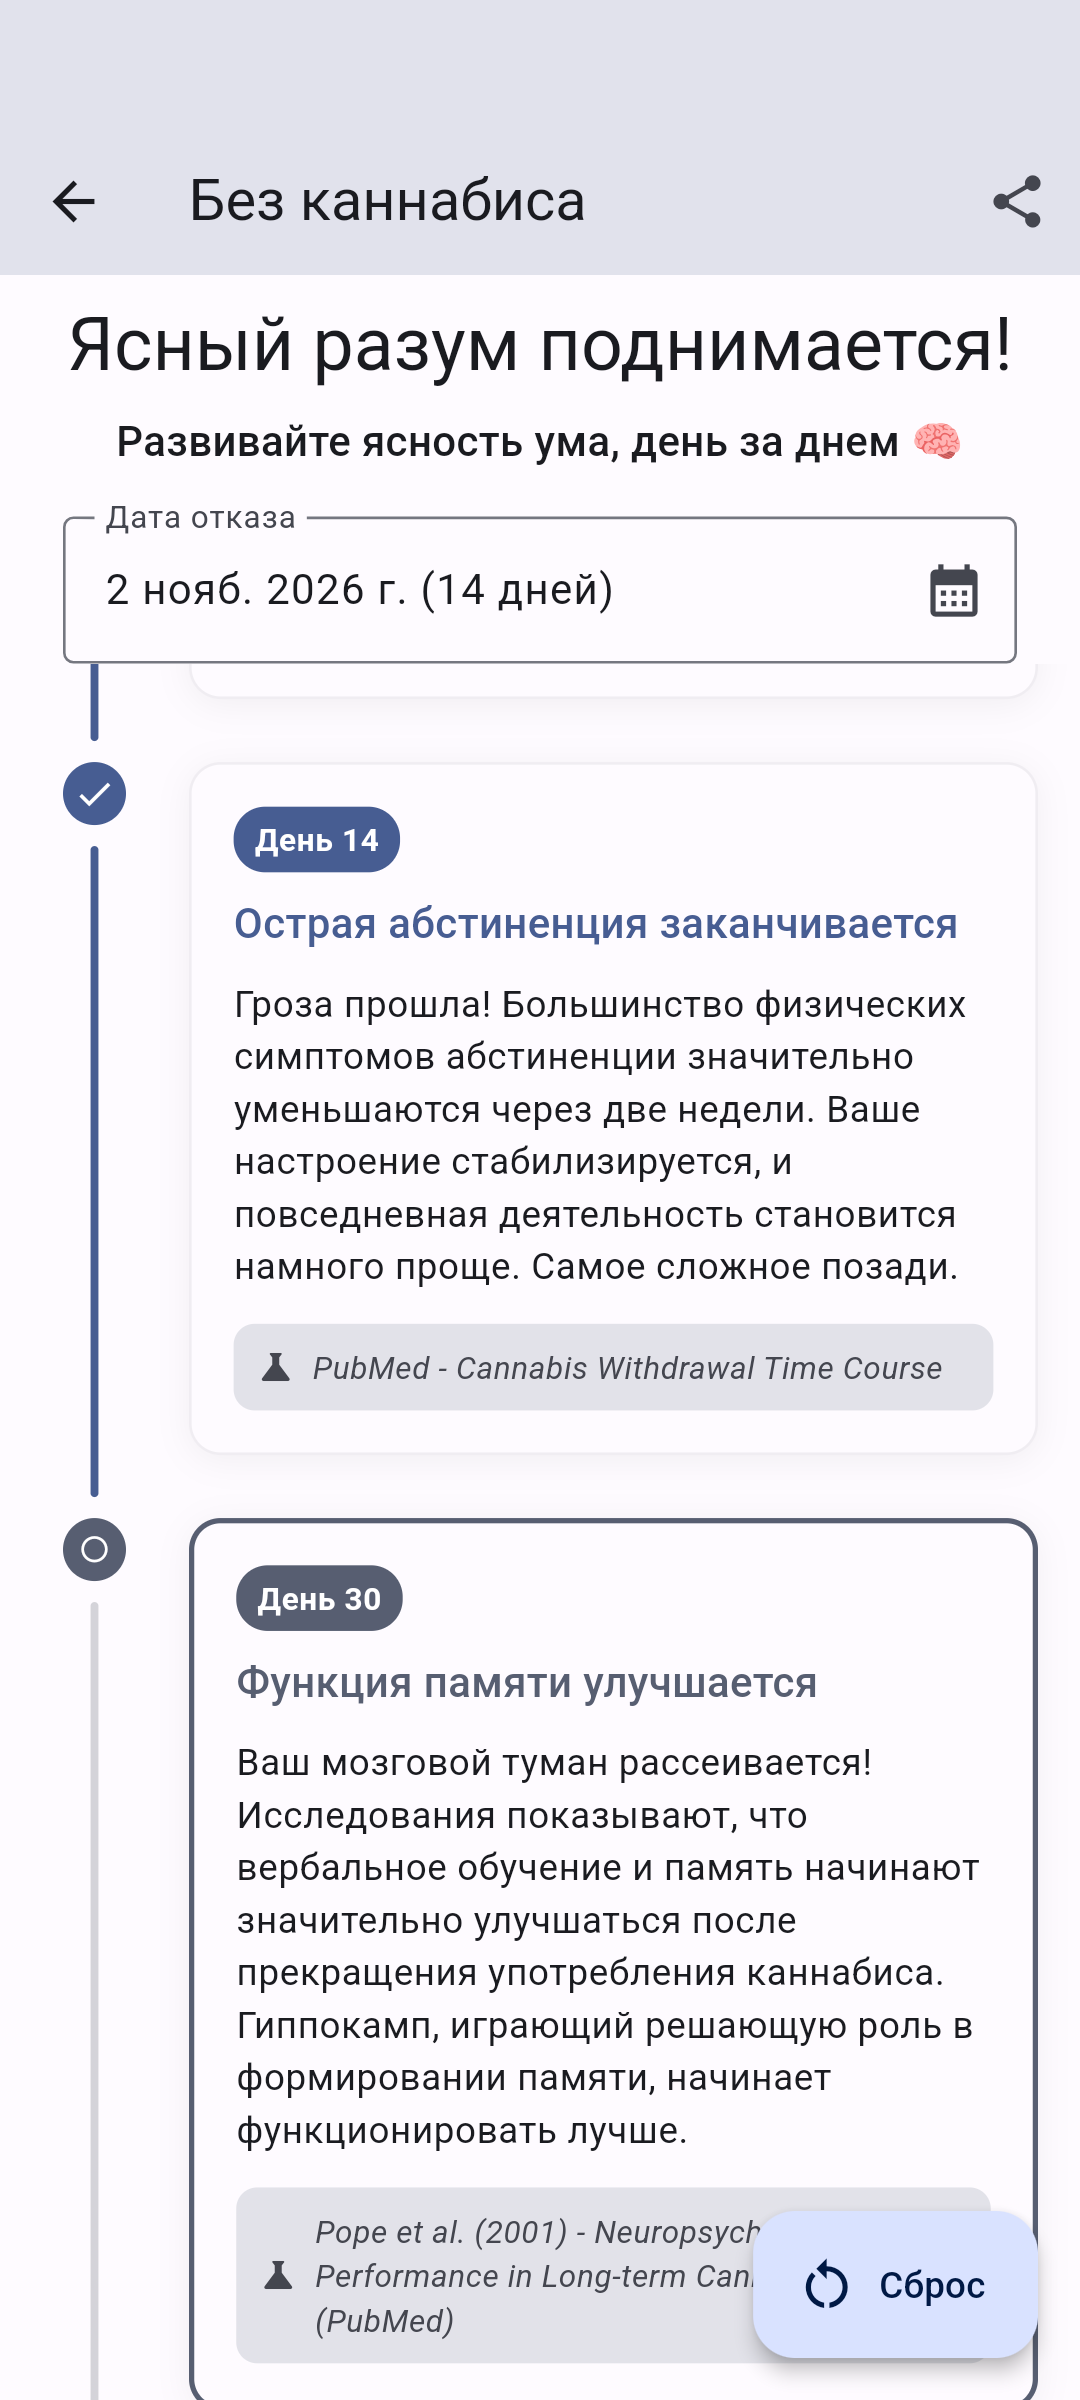 Без каннабиса
Ясный разум поднимается!
Развивайте ясность ума, день за днем 🧠
Дата отказа
2 нояб. 2026 г. (14 дней)
День 14
Острая абстиненция заканчивается
Гроза прошла! Большинство физических
симптомов абстиненции значительно
уменьшаются через две недели. Ваше
настроение стабилизируется, и
повседневная деятельность становится
намного проще. Самое сложное позади.
PubMed - Cannabis Withdrawal Time Course
День 30
Функция памяти улучшается
Ваш мозговой туман рассеивается!
Исследования показывают, что
вербальное обучение и память начинают
значительно улучшаться после
прекращения употребления каннабиса.
Гиппокамп, играющий решающую роль в
формировании памяти, начинает
функционировать лучше.
Pope et al. (2001) -
Performance in Long-term
(PubMed)
Сброс